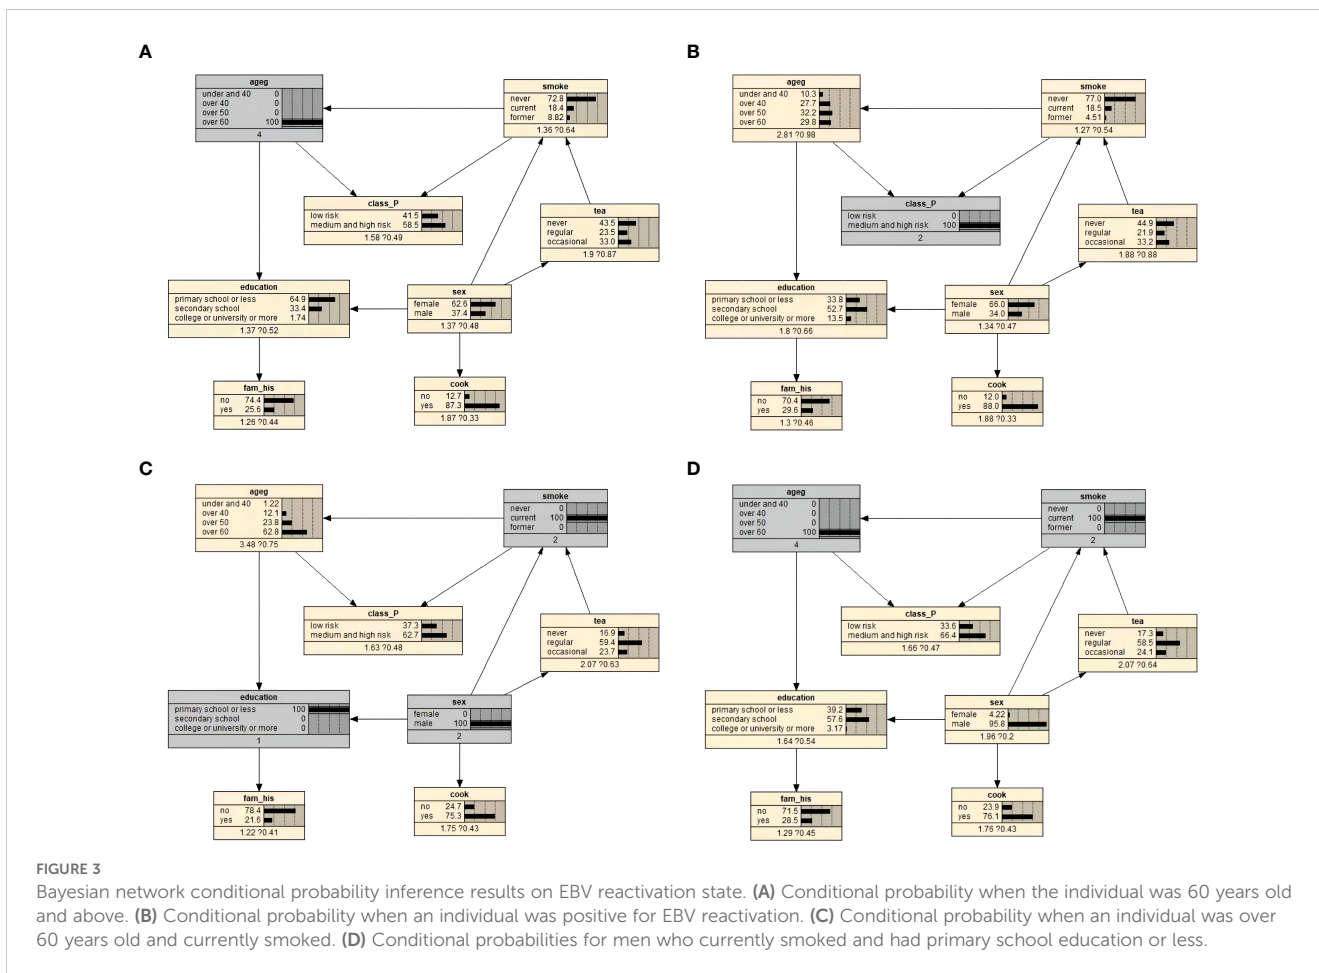 A
ageg
under and 40 0
over 40 0
over 50 0
over 60 100
4
smoke
never 72.8
current 18.4
former 8.82
1.36 ?0.64
class_P
low risk 41.5
medium and high risk 58.5
1.58 ?0.49
tea
never 43.5
regular 23.5
occasional 33.0
1.9 ?0.87
education
primary school or less 64.9
secondary school 33.4
college or university or more 1.74
1.37 ?0.52
sex
female 62.6
male 37.4
1.37 ?0.48
fam_his
no 74.4
yes 25.6
1.26 ?0.44
cook
no 12.7
yes 87.3
1.87 ?0.33
B
ageg
under and 40 10.3
over 40 27.7
over 50 32.2
over 60 29.8
2.81 ?0.98
smoke
never 77.0
current 18.5
former 4.51
1.27 ?0.54
class_P
low risk 0
medium and high risk 100
2
tea
never 44.9
regular 21.9
occasional 33.2
1.88 ?0.88
education
primary school or less 33.8
secondary school 52.7
college or university or more 13.5
1.8 ?0.66
sex
female 66.0
male 34.0
1.34 ?0.47
fam_his
no 70.4
yes 29.6
1.3 ?0.46
cook
no 12.0
yes 88.0
1.88 ?0.33
C
ageg
under and 40 1.22
over 40 12.1
over 50 23.8
over 60 62.8
3.48 ?0.75
smoke
never 0
current 100
former 0
2
class_P
low risk 37.3
medium and high risk 62.7
1.63 ?0.48
tea
never 16.9
regular 59.4
occasional 23.7
2.07 ?0.63
education
primary school or less 100
secondary school 0
college or university or more 0
1
sex
female 0
male 100
2
fam_his
no 78.4
yes 21.6
1.22 ?0.41
cook
no 24.7
yes 75.3
1.75 ?0.43
D
ageg
under and 40 0
over 40 0
over 50 0
over 60 100
4
smoke
never 0
current 100
former 0
2
class_P
low risk 33.6
medium and high risk 66.4
1.66 ?0.47
tea
never 17.3
regular 58.5
occasional 24.1
2.07 ?0.64
education
primary school or less 39.2
secondary school 57.6
college or university or more 3.17
1.64 ?0.54
sex
female 4.22
male 95.8
1.96 ?0.2
fam_his
no 71.5
yes 28.5
1.29 ?0.45
cook
no 23.9
yes 76.1
1.76 ?0.43
FIGURE 3
Bayesian network conditional probability inference results on EBV reactivation state. (A) Conditional probability when the individual was 60 years old
and above. (B) Conditional probability when an individual was positive for EBV reactivation. (C) Conditional probability when an individual was over
60 years old and currently smoked. (D) Conditional probabilities for men who currently smoked and had primary school education or less.